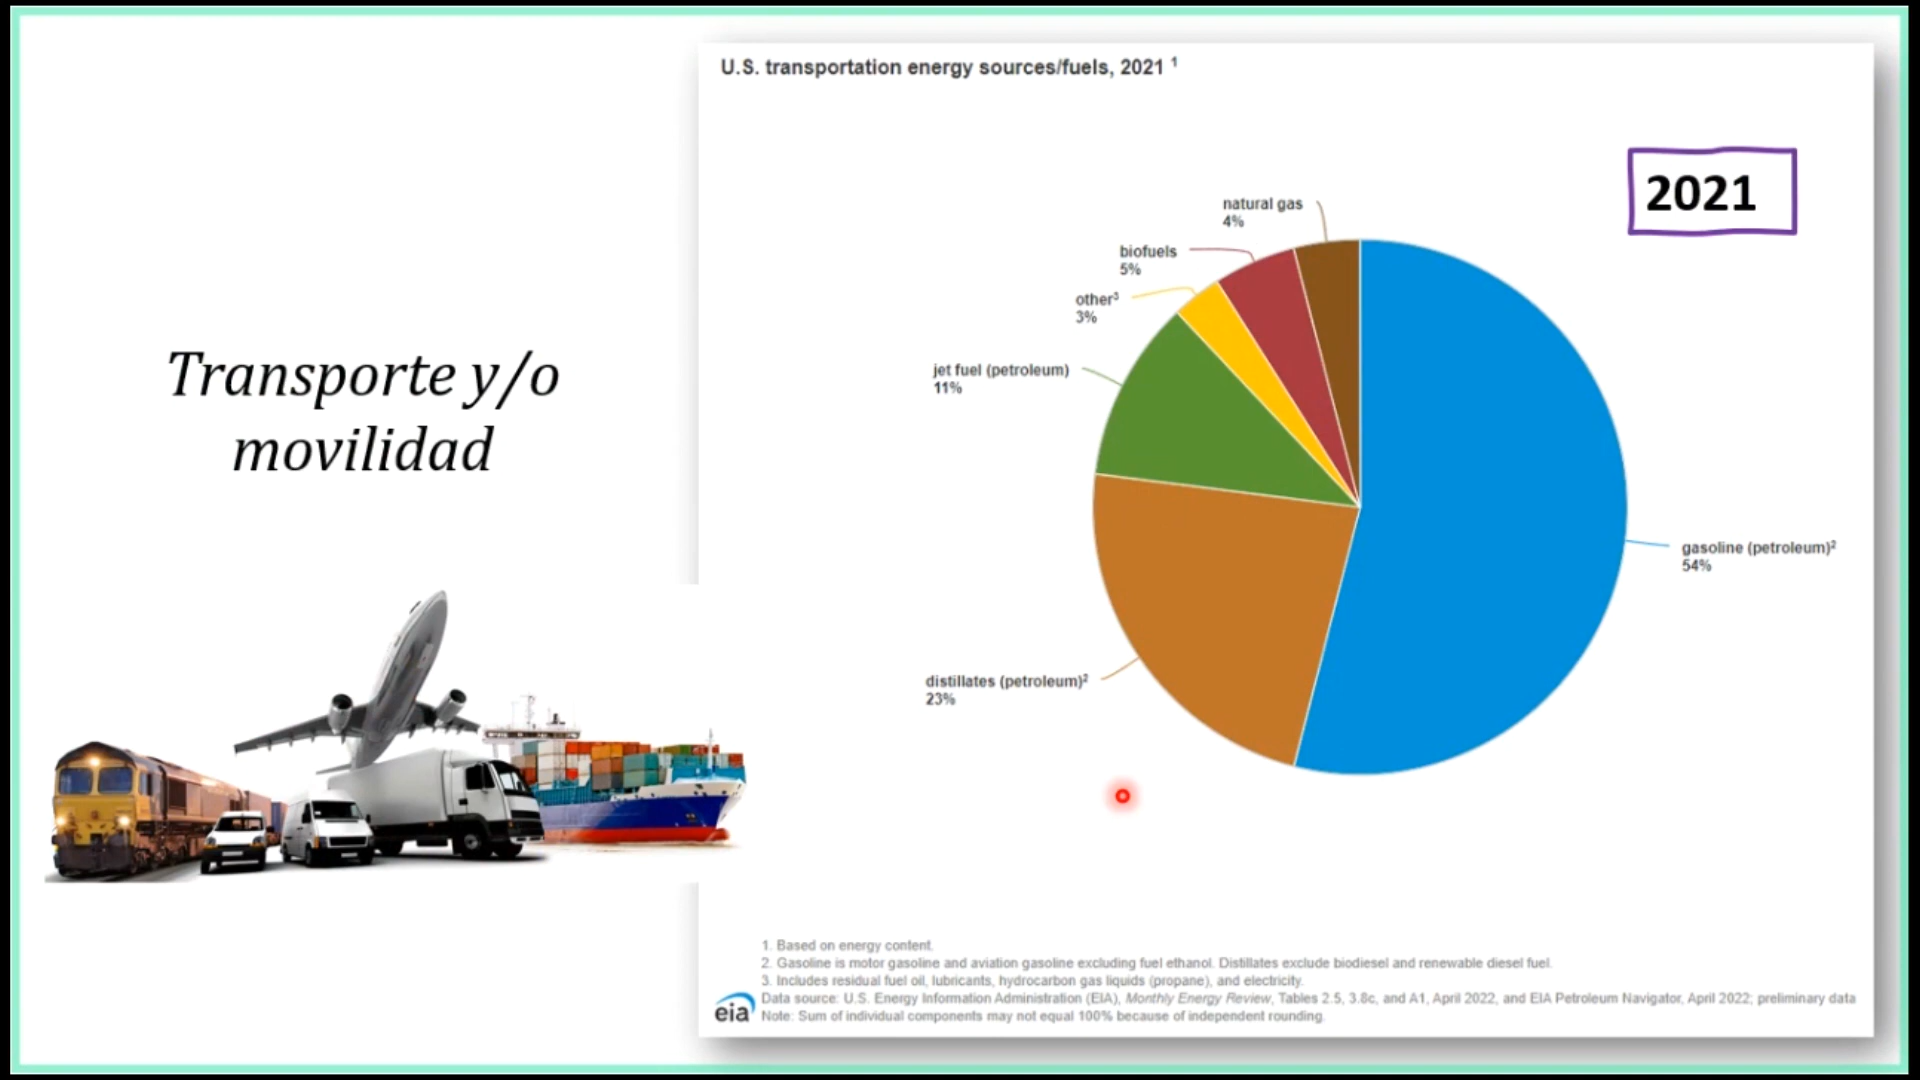 Transporte y/o
movilidad
U.S. transportation energy sources/fuels, 2021 ¹
2021
natural gas
4%
biofuels
5%
other³
3%
jet fuel (petroleum)
11%
gasoline (petroleum)²
54%
distillates (petroleum)²
23%
1. Based on energy content.
2. Gasoline is motor gasoline and aviation gasoline excluding fuel ethanol. Distillates exclude biodiesel and renewable diesel fuel.
3. Includes residual fuel oil, lubricants, hydrocarbon gas liquids (propane), and electricity.
Data source: U.S. Energy Information Administration (EIA), Monthly Energy Review, Tables 2.5, 3.8c, and A1, April 2022, and EIA Petroleum Navigator, April 2022; preliminary data
Note: Sum of individual components may not equal 100% because of independent rounding.
eia